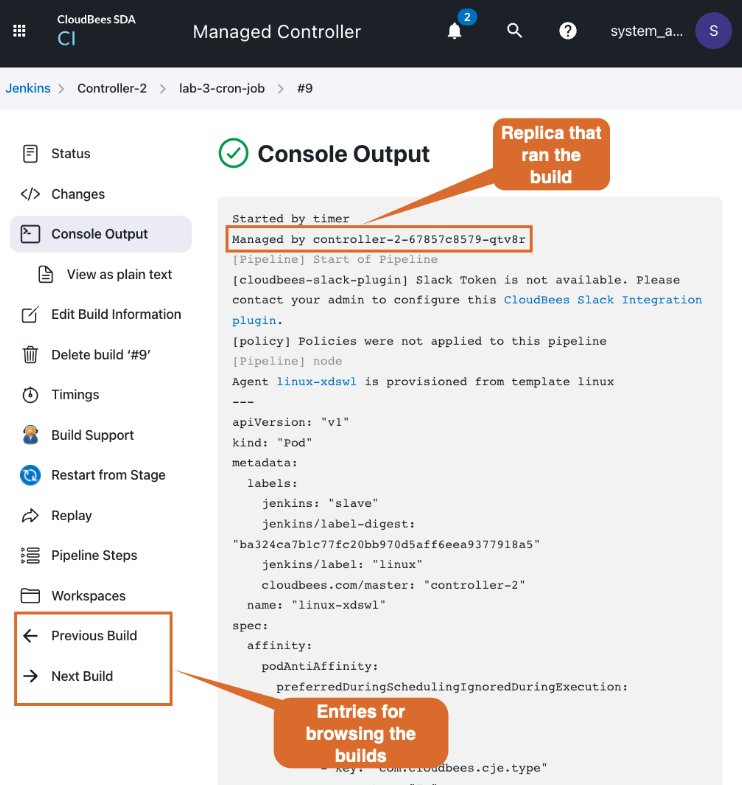 CloudBees SDA
CI
Managed Controller
2
system_a...
S
Jenkins > Controller-2 > lab-3-cron-job > #9
Status
Changes
Console Output
View as plain text
Edit Build Information
Delete build '#9'
Timings
Build Support
Restart from Stage
Replay
Pipeline Steps
Workspaces
Previous Build
Next Build
Console Output
Replica that
ran the
build
Started by timer
Managed by controller-2-67857c8579-qtv8r
[Pipeline] Start of Pipeline
[cloudbees-slack-plugin] Slack Token is not available. Please
contact your admin to configure this CloudBees Slack Integration
plugin.
[policy] Policies were not applied to this pipeline
[Pipeline] node
Agent linux-xdswl is provisioned from template linux
---
apiVersion: "v1"
kind: "Pod"
metadata:
labels:
jenkins: "slave"
jenkins/label-digest:
"ba324ca7b1c77fc20bb970d5aff6eea9377918a5"
jenkins/label: "linux"
cloudbees.com/master: "controller-2"
name: "linux-xdswl"
spec:
affinity:
podAntiAffinity:
preferredDuringSchedulingIgnoredDuringExecution:
Entries for
browsing the
builds
"com.cloudbees.cje.type"